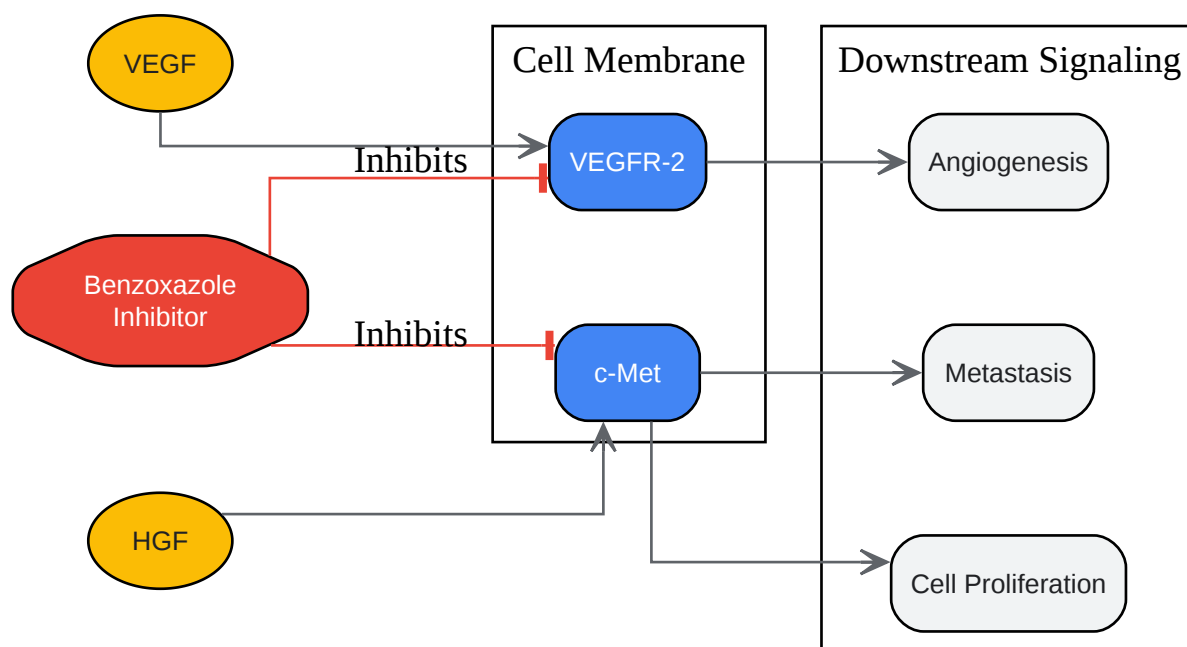 VEGF
Cell Membrane
Downstream Signaling
Inhibits
VEGFR-2
Angiogenesis
Benzoxazole
Inhibitor
Inhibits
c-Met
Metastasis
HGF
Cell Proliferation